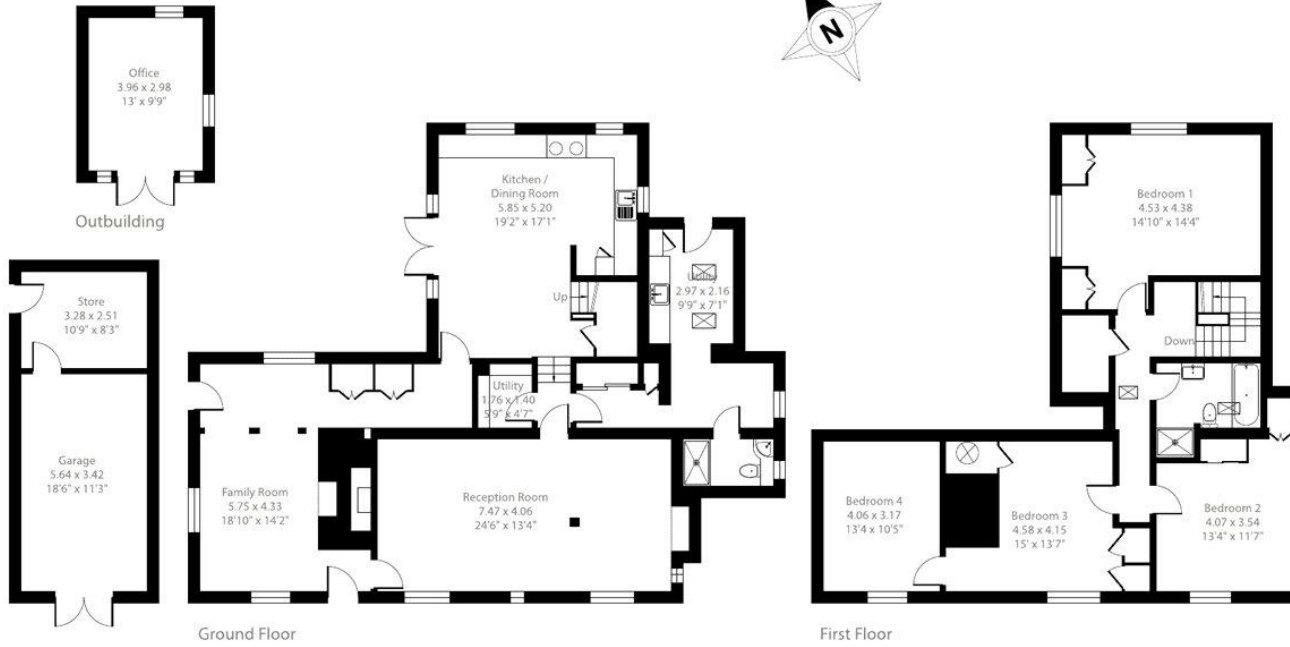 N
Office
3.96 x 2.98
13' x 9'9"
Outbuilding
Store
3.28 x 2.51
10'9" x 8'3"
Garage
5.64 x 3.42
18'6" x 11'3"
Kitchen /
Dining Room
5.85 x 5.20
19'2" x 17'1"
Up
Utility
2.97 x 2.16
9'9" x 7'1"
Utility
1.76 x 1.40
5'9" x 4'7"
Family Room
5.75 x 4.33
18'10" x 14'2"
Reception Room
7.47 x 4.06
24'6" x 13'4"
Ground Floor
Bedroom 1
4.53 x 4.38
14'10" x 14'4"
Down
Bedroom 4
4.06 x 3.17
13'4 x 10'5"
Bedroom 3
4.58 x 4.15
15' x 13'7"
Bedroom 2
4.07 x 3.54
13'4" x 11'7"
First Floor